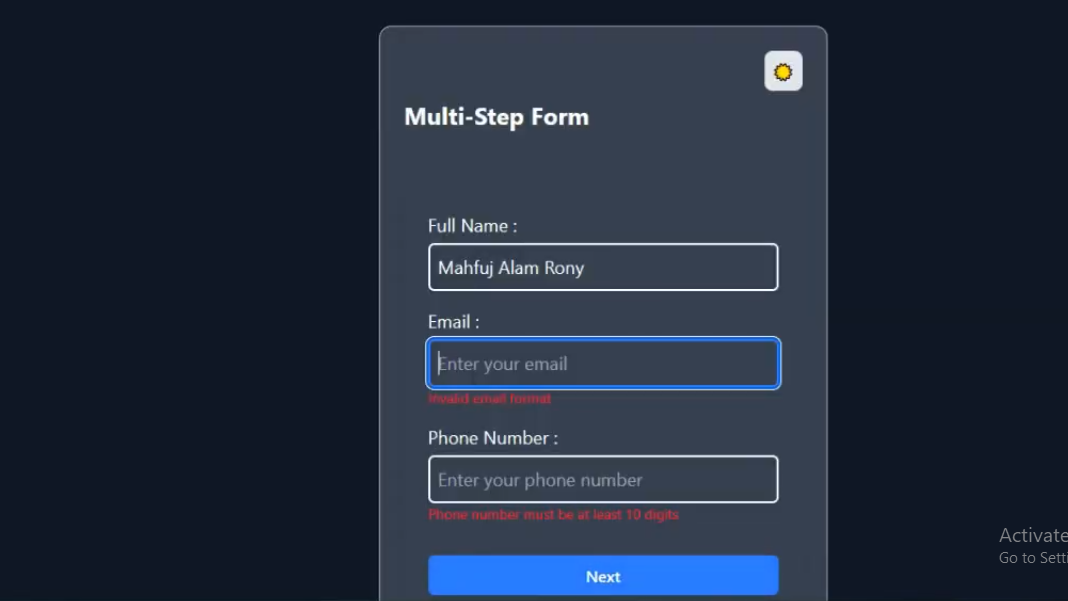 Multi-Step Form
Full Name :
Mahfuj Alam Rony
Email :
Enter your email
Invalid email format
Phone Number :
Enter your phone number
Phone number must be at least 10 digits
Next
Activate
Go to Setti